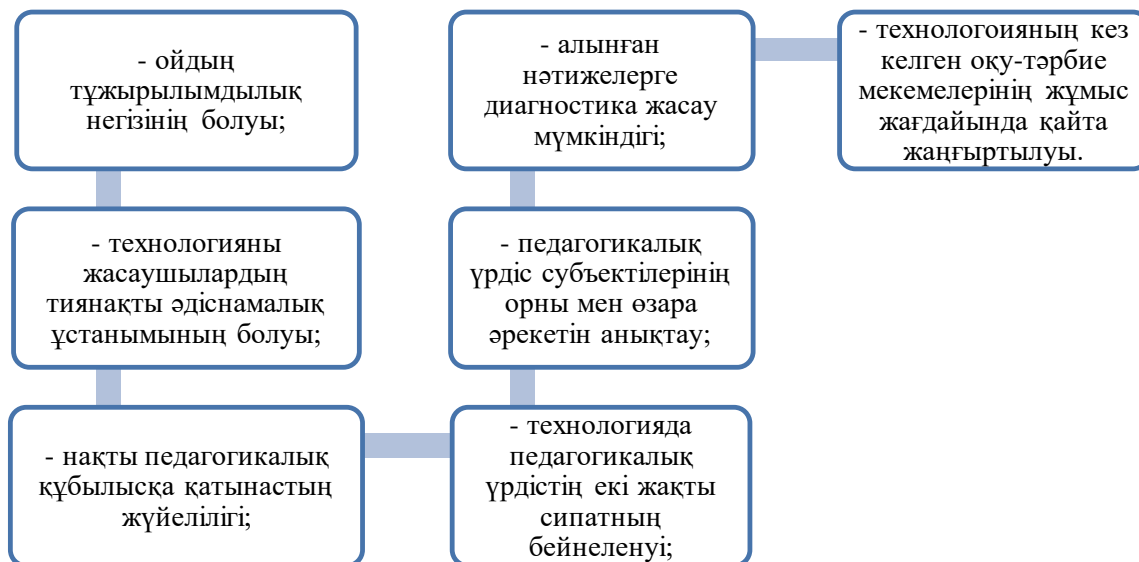 - ойдың
тұжырылымдылық
негізінің болуы;
- технологияны
жасаушылардың
тиянақты әдіснамалық
ұстанымының болуы;
- нақты педагогикалық
құбылысқа қатынастың
жүйелілігі;
- технологияда
педагогикалық
үрдістің екі жақты
сипатның
бейнеленуі;
- педагогикалық
үрдіс субъектілерінің
орны мен өзара
әрекетін анықтау;
- алынған
нәтижелерге
диагностика жасау
мүмкіндігі;
- технологоияның кез
келген оқу-тәрбие
мекемелерінің жұмыс
жағдайында қайта
жаңғыртылуы.